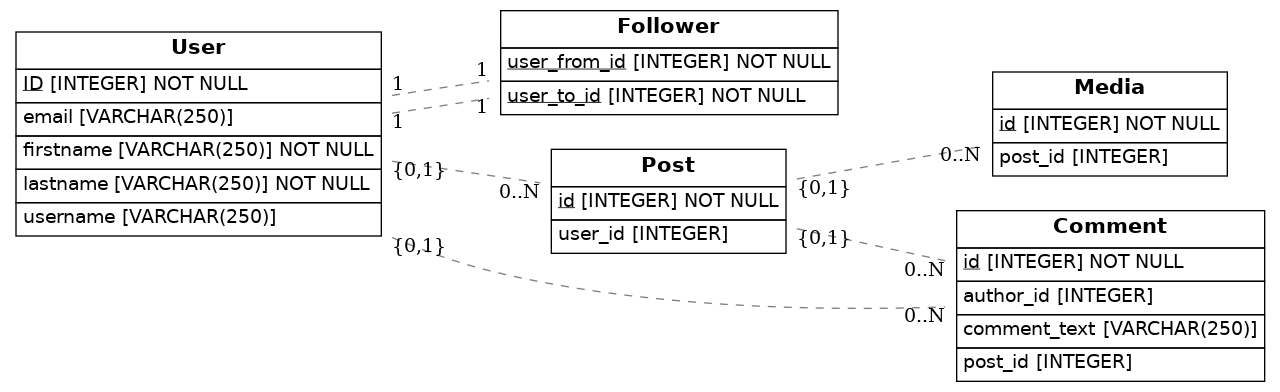 User
ID [INTEGER] NOT NULL
email [VARCHAR(250)]
firstname [VARCHAR(250)] NOT NULL
lastname [VARCHAR(250)] NOT NULL
username [VARCHAR(250)]
1
1
{0,1}
{0,1}
Follower
user_from_id [INTEGER] NOT NULL
user_to_id [INTEGER] NOT NULL
1
1
Post
id [INTEGER] NOT NULL
user_id [INTEGER]
0..N
{0,1}
{0,1}
Media
id [INTEGER] NOT NULL
post_id [INTEGER]
0..N
Comment
id [INTEGER] NOT NULL
author_id [INTEGER]
comment_text [VARCHAR(250)]
post_id [INTEGER]
0..N
0..N